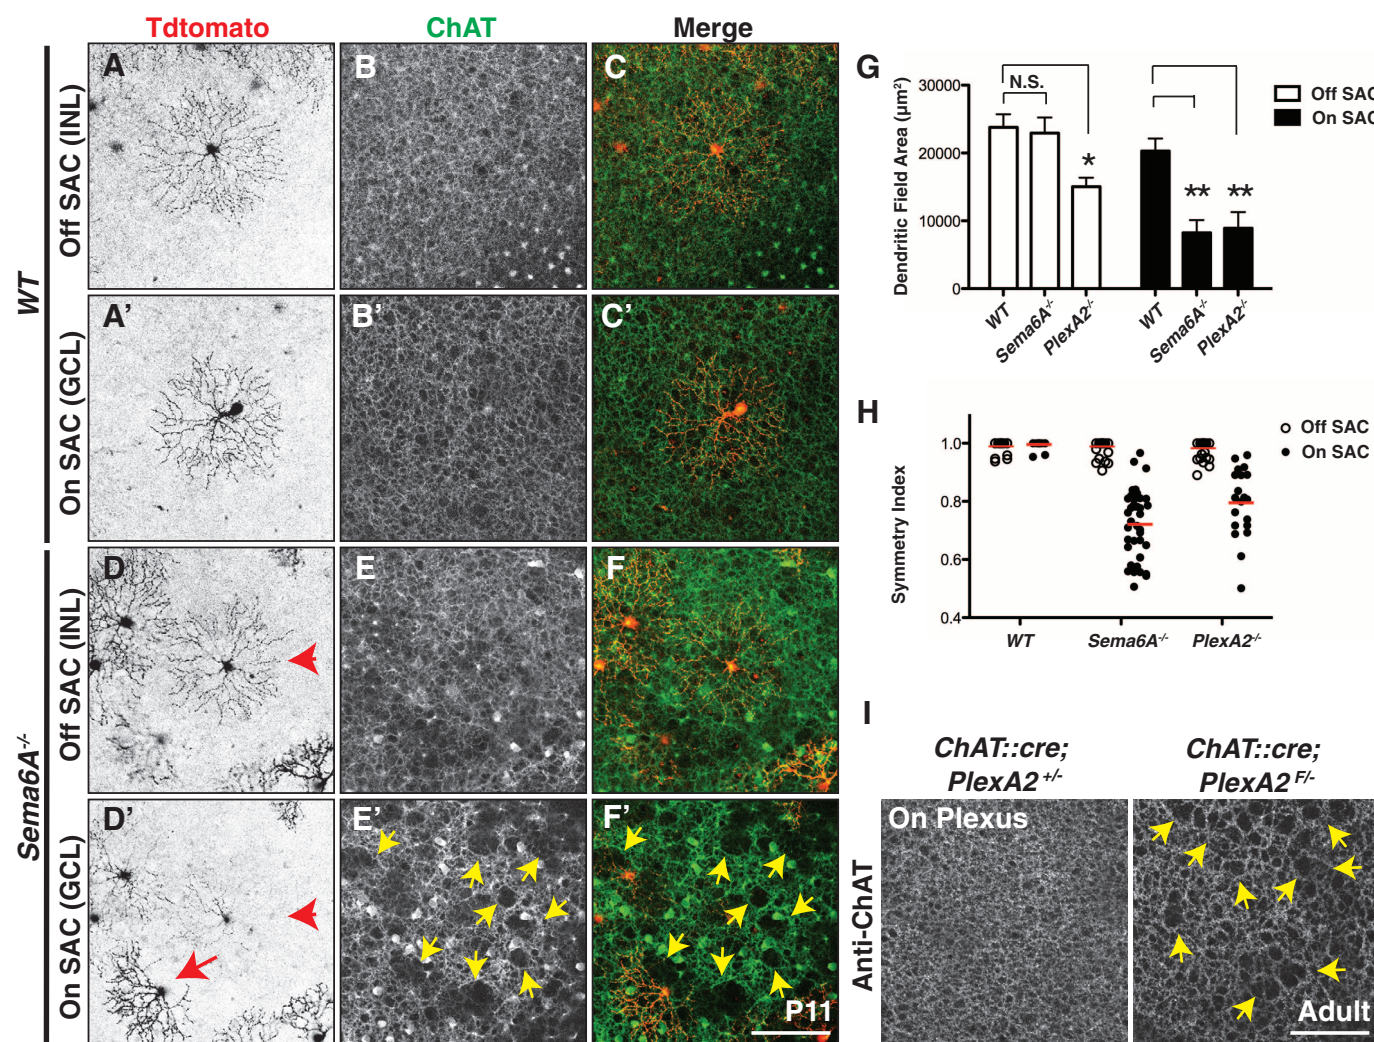 Tdtomato ChAT Merge
WT
Off SAC (INL)
A B C
On SAC (GCL)
A' B' C'
Sema6A-/-
Off SAC (INL)
D E F
On SAC (GCL)
D' E' F'
P11
G
Dendritic Field Area (μm²)
30000
20000
10000
0
N.S.
*
** **
Off SAC
On SAC
WT Sema6A-/- PlexA2-/- WT Sema6A-/- PlexA2-/-
H
Symmetry Index
1.0
0.8
0.6
0.4
Off SAC
On SAC
WT Sema6A-/- PlexA2-/-
I
ChAT::cre; ChAT::cre;
PlexA2 +/- PlexA2 F/-
Anti-ChAT
On Plexus
Adult